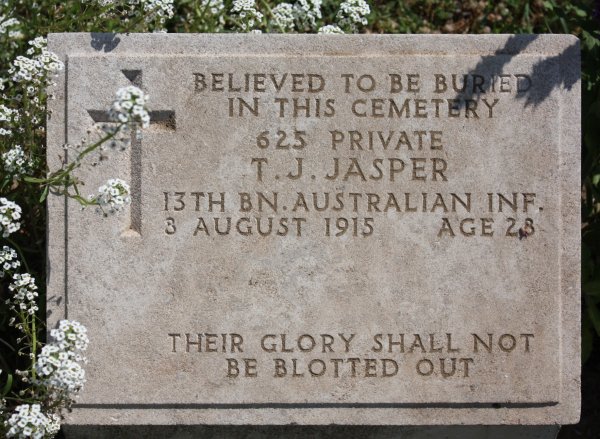 BELIEVED TO BE BURIED
IN THIS CEMETERY
625 PRIVATE
T. J. JASPER
13TH BN. AUSTRALIAN INF.
3 AUGUST 1915 AGE 28
THEIR GLORY SHALL NOT
BE BLOTTED OUT